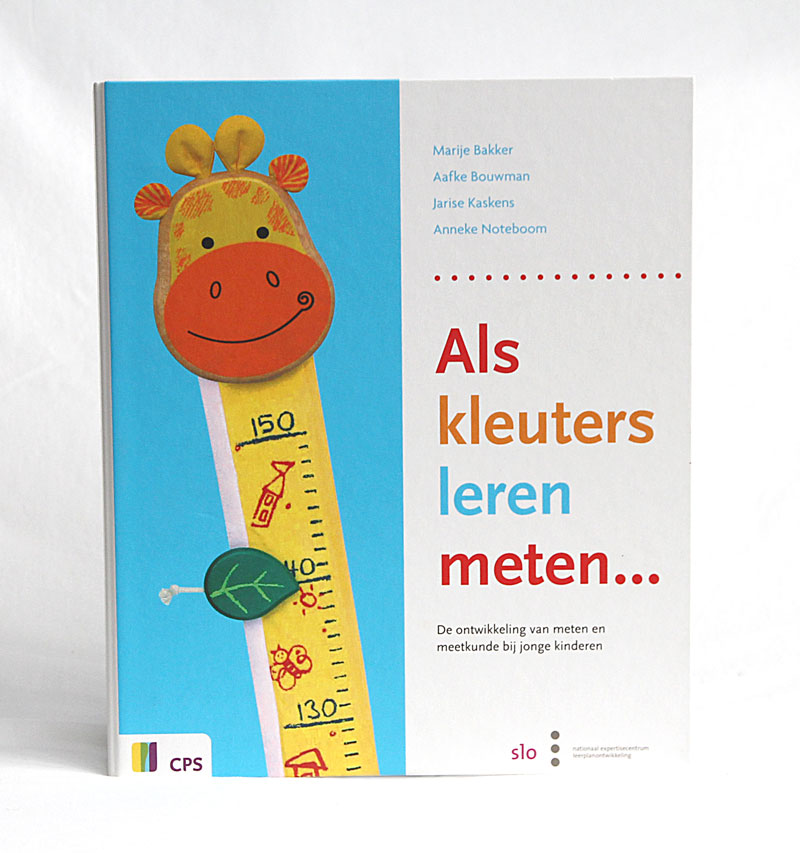 Marije Bakker
Aafke Bouwman
Jarise Kaskens
Anneke Noteboom
Als
kleuters
leren
meten...
De ontwikkeling van meten en
meetkunde bij jonge kinderen
150
40
130
CPS
slo
nationaal expertisecentrum
leerplanontwikkeling